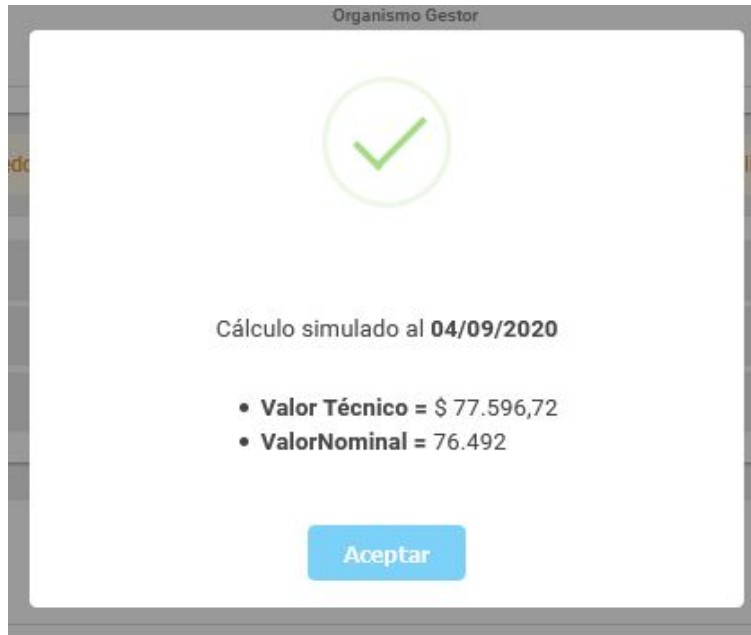 Organismo Gestor
Cálculo simulado al 04/09/2020
• Valor Técnico = $ 77.596,72
• ValorNominal = 76.492
Aceptar